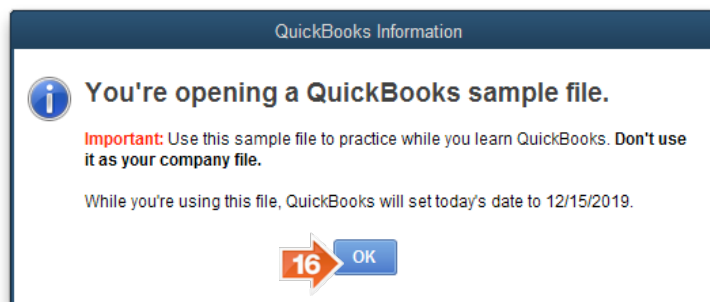 QuickBooks Information
You're opening a QuickBooks sample file.
Important: Use this sample file to practice while you learn QuickBooks. Don't use
it as your company file.
While you're using this file, QuickBooks will set today's date to 12/15/2019.
16 OK